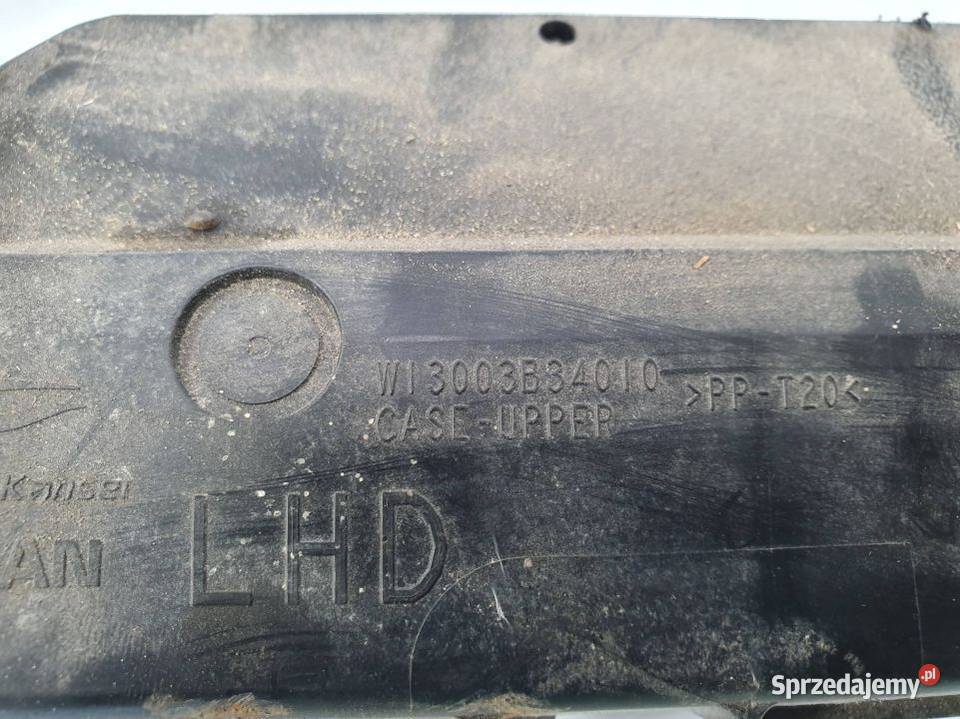 W13003B34010
CASE-UPPER
>PP-T20<
Kansei
AN
LHD
Sprzedajemy.pl